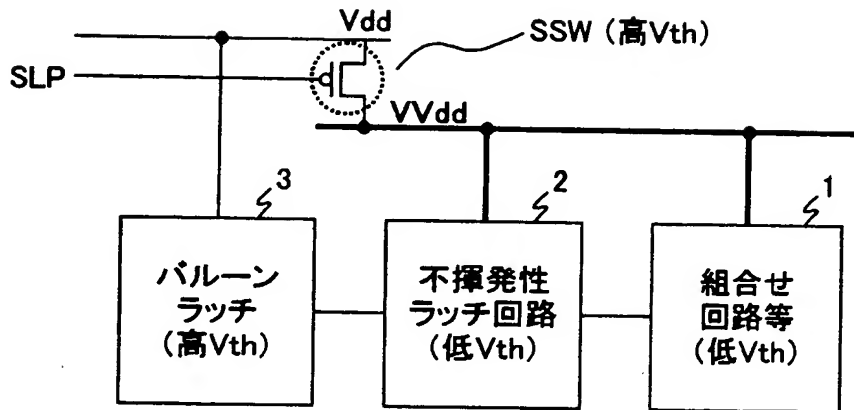 Vdd
SSW (高Vth)
SLP
VVdd
3
2
1
バルーン
ラッチ
(高Vth)
不揮発性
ラッチ回路
(低Vth)
組合せ
回路等
(低Vth)